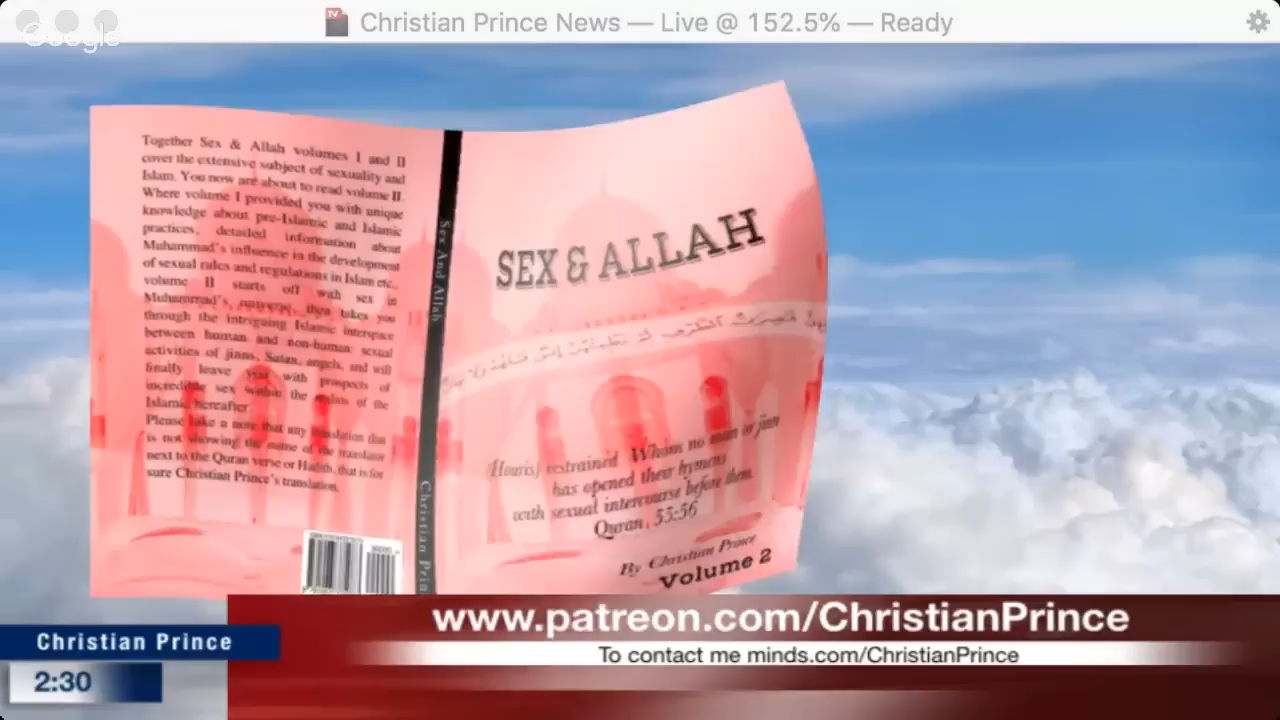 Christian Prince News — Live @ 152.5% — Ready
Google
Together Sex & Allah volumes I and II
cover the extensive subject of sexuality and
Islam. You now are about to read volume II.
Where volume I provided you with unique
knowledge about pre-Islamic and Islamic
practices, detailed information about
Muhammad's influence in the development
of sexual rules and regulations in Islam etc.,
volume II starts off with sex in
Muhammad's, universe, then takes you
through the intriguing Islamic interspace
between human and non-human sexual
activities of jinns, Satan, angels, and will
finally leave you with prospects of
incredible sex within the realms of the
Islamic hereafter.
Please take a note that any translation that
is not showing the name of the translator
next to the Quran verse or Hadith, that is for
sure Christian Prince's translation.
Sex And Allah
Christian Prin
SEX & ALLAH
(Houris) restrained Whom no man or jinn
has opened their hymens
with sexual intercourse before them.
Quran, 55:56
By Christian Prince
Volume 2
www.patreon.com/ChristianPrince
To contact me minds.com/ChristianPrince
Christian Prince
2:30